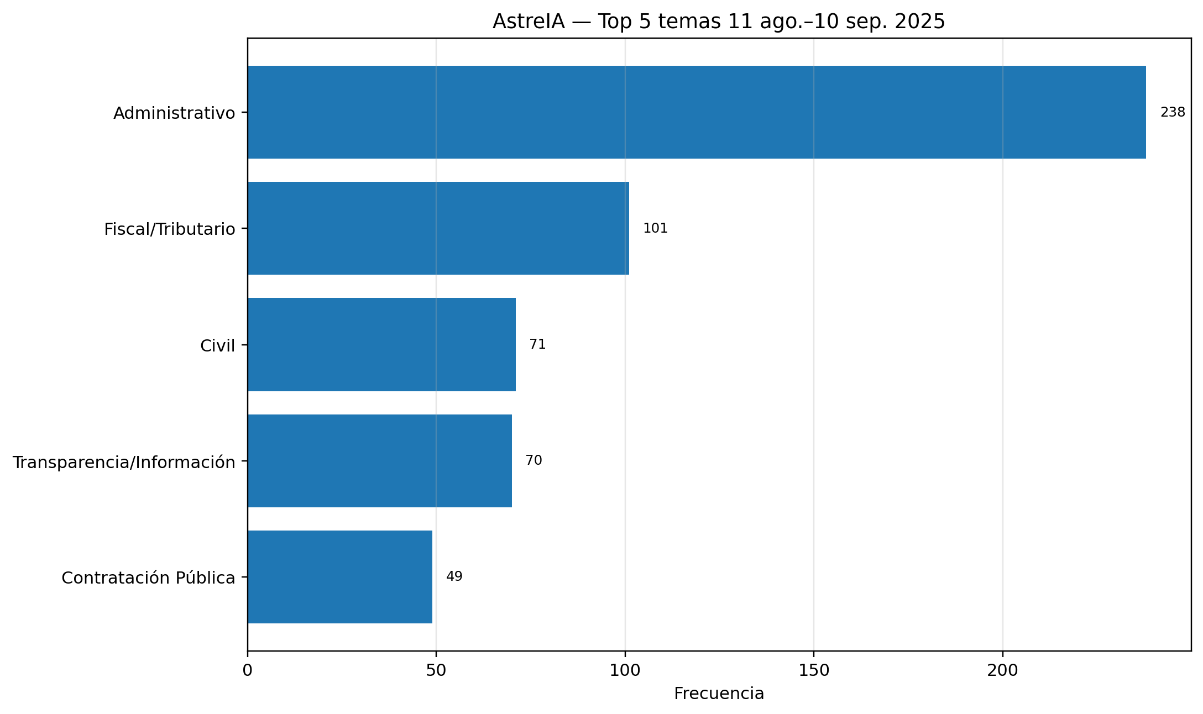 AstreIA — Top 5 temas 11 ago.–10 sep. 2025
Administrativo
238
Fiscal/Tributario
101
Civil
71
Transparencia/Información
70
Contratación Pública
49
0 50 100 150 200
Frecuencia